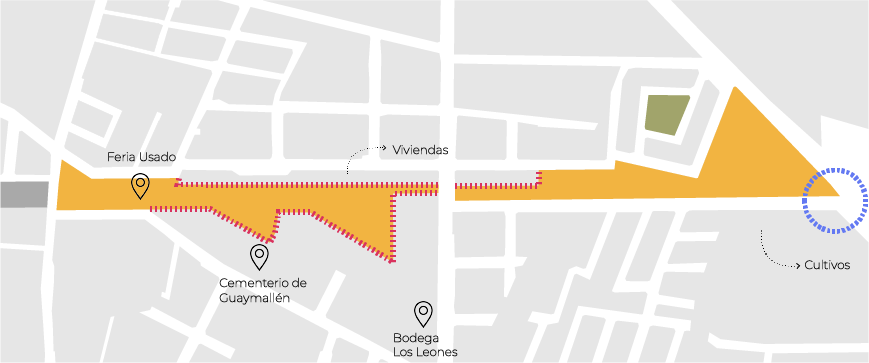 Viviendas
Feria Usado
Cementerio de
Guaymallén
Cultivos
Bodega
Los Leones